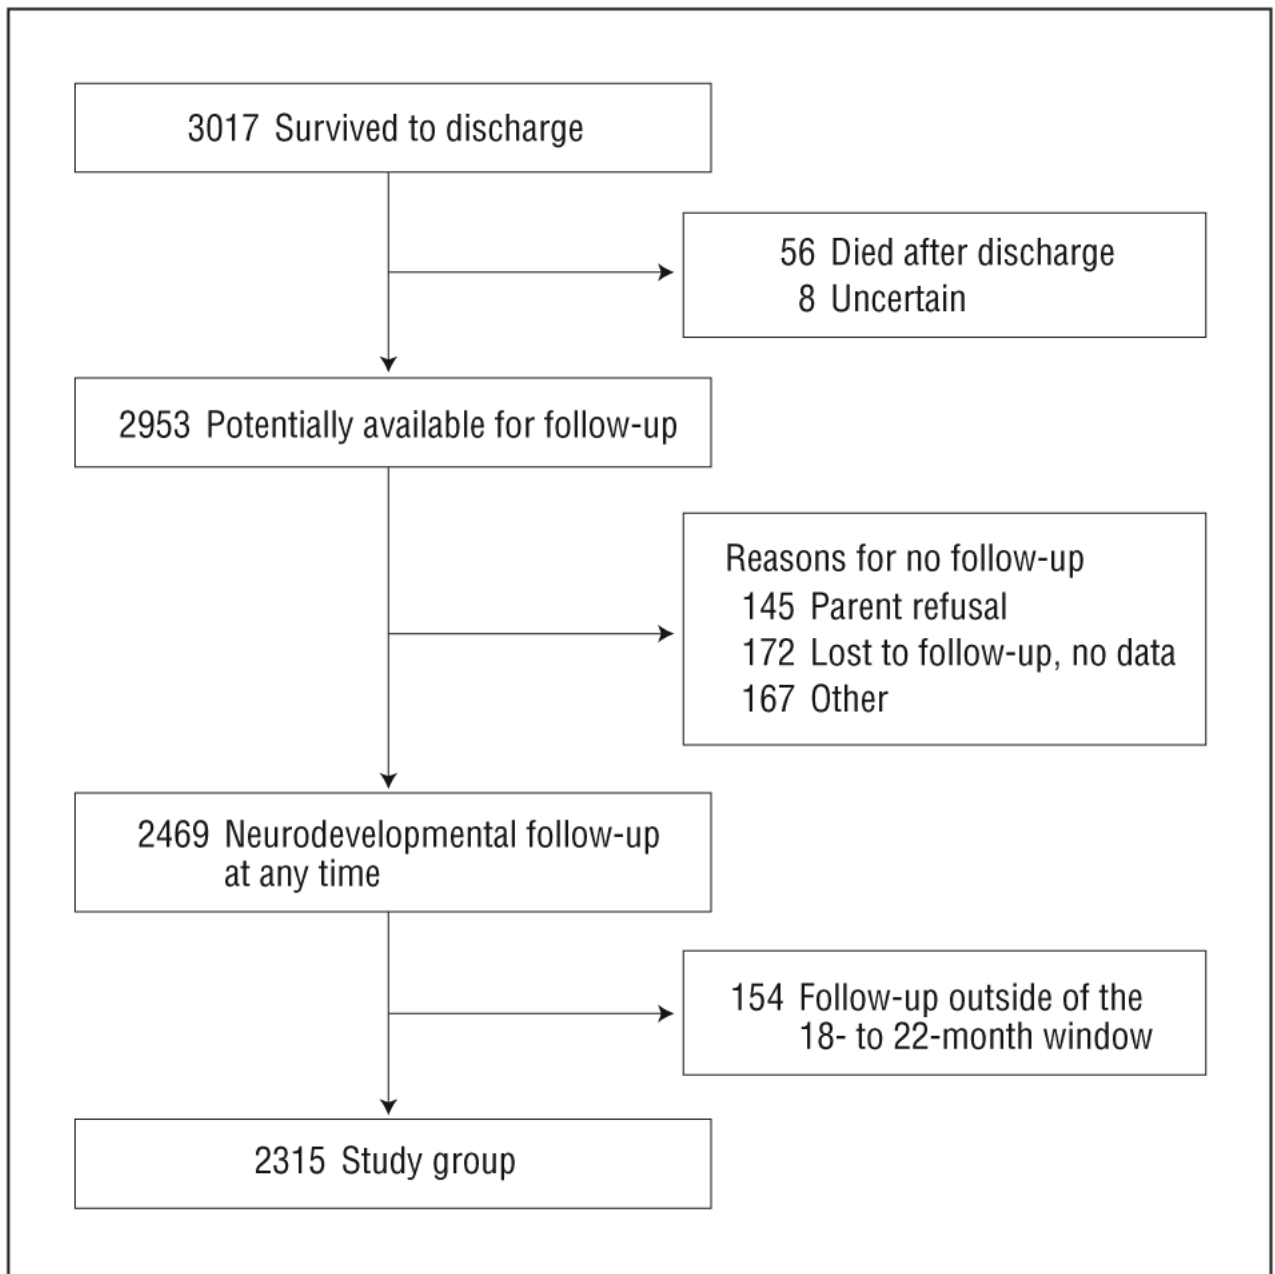 3017 Survived to discharge
56 Died after discharge
8 Uncertain
2953 Potentially available for follow-up
Reasons for no follow-up
145 Parent refusal
172 Lost to follow-up, no data
167 Other
2469 Neurodevelopmental follow-up
at any time
154 Follow-up outside of the
18- to 22-month window
2315 Study group